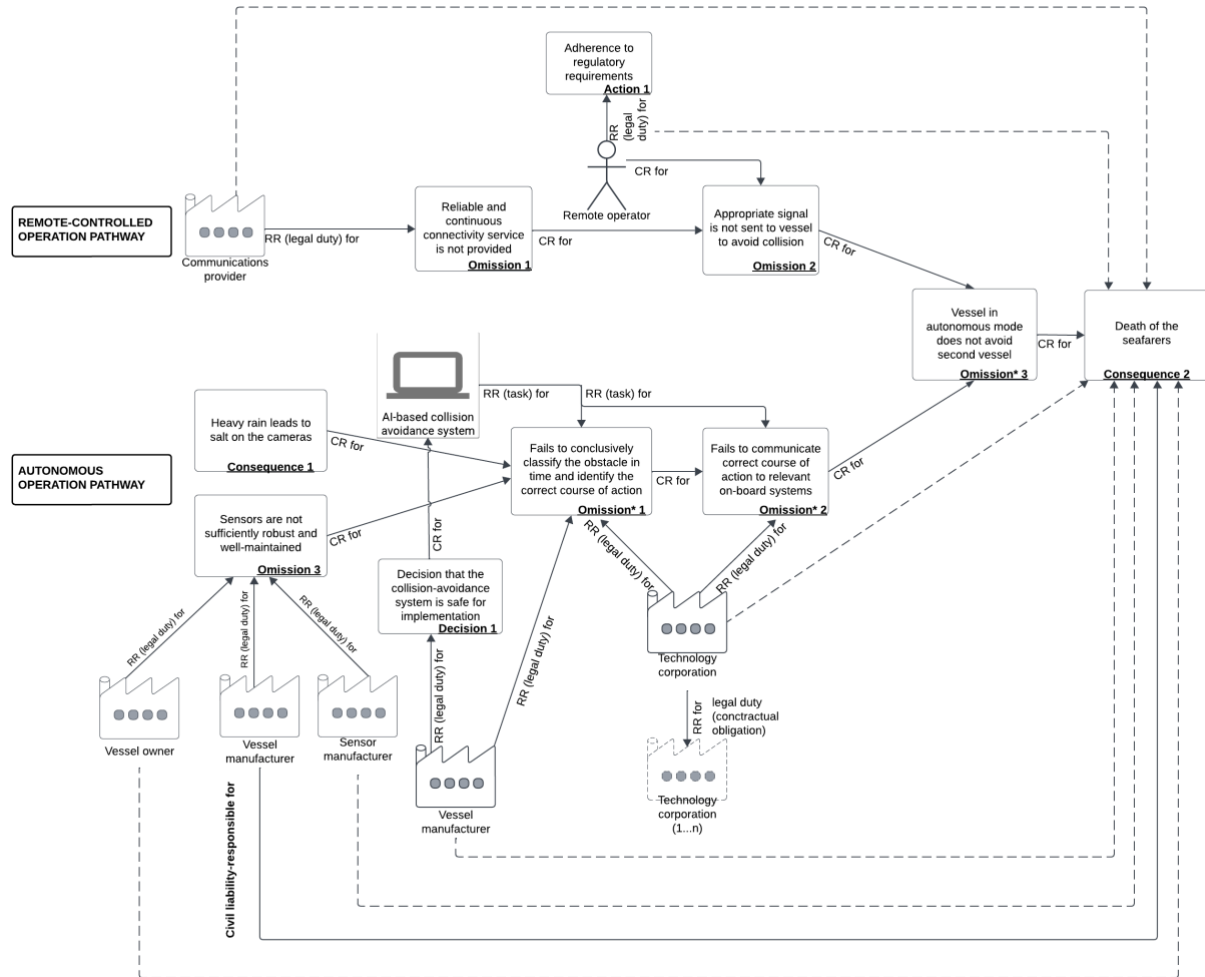 Adherence to
regulatory
requirements
Action 1
RR
(legal
duty) for
CR for
Remote operator
REMOTE-CONTROLLED
OPERATION PATHWAY
Communications
provider
RR (legal duty) for
Reliable and
continuous
connectivity service
is not provided
Omission 1
CR for
Appropriate signal
is not sent to vessel
to avoid collision
Omission 2
CR for
Vessel in
autonomous mode
does not avoid
second vessel
Omission* 3
CR for
Death of the
seafarers
Consequence 2
AI-based collision
avoidance system
RR (task) for
RR (task) for
Heavy rain leads to
salt on the cameras
Consequence 1
CR for
AUTONOMOUS
OPERATION PATHWAY
Fails to conclusively
classify the obstacle in
time and identify the
correct course of action
Omission* 1
CR for
Fails to communicate
correct course of
action to relevant
on-board systems
Omission* 2
CR for
Sensors are not
sufficiently robust and
well-maintained
Omission 3
CR for
CR for
Decision that the
collision-avoidance
system is safe for
implementation
Decision 1
RR (legal duty) for
RR (legal duty) for
RR (legal duty) for
RR (legal duty) for
RR (legal duty) for
RR (legal duty) for
RR (legal duty) for
Vessel owner
Vessel
manufacturer
Sensor
manufacturer
Vessel
manufacturer
Technology
corporation
RR for
legal duty
(conctractual
obligation)
Technology
corporation
(1...n)
Civil liability-responsible for